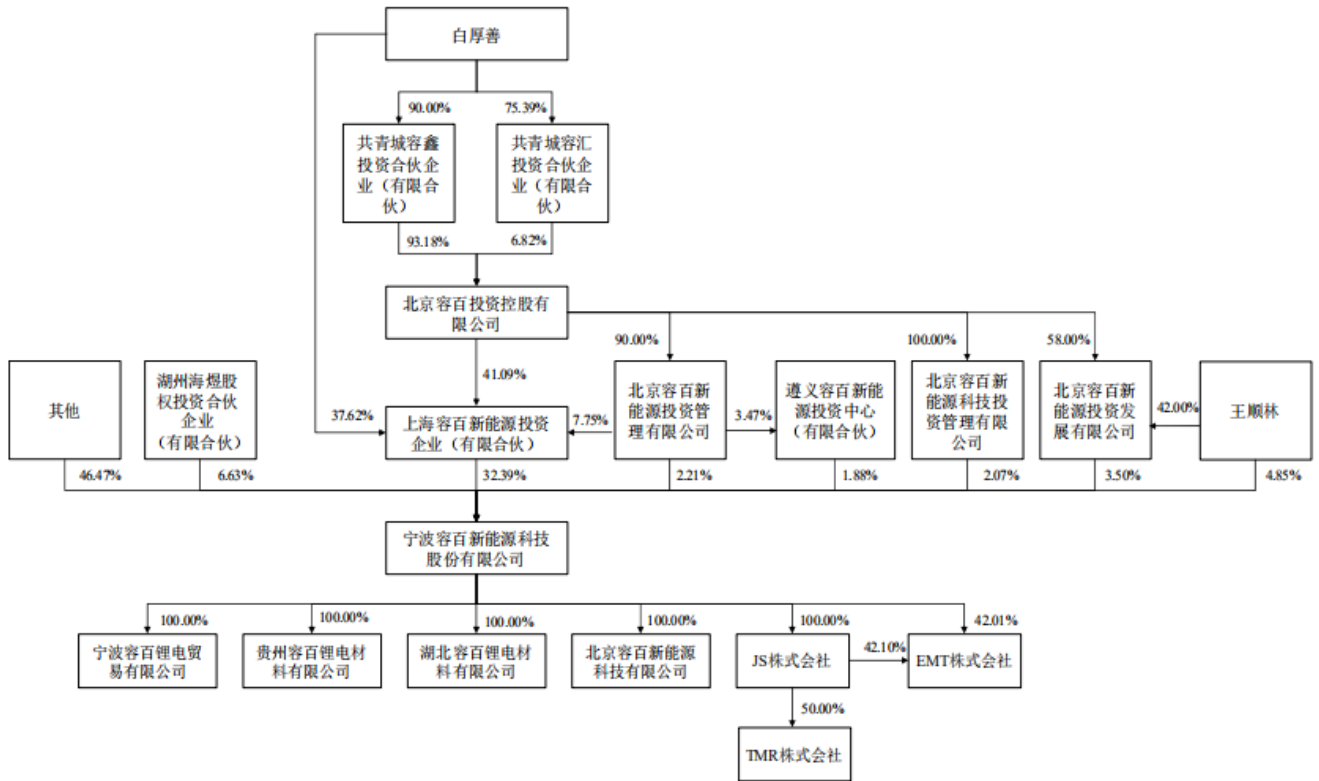 白厚善
90.00%
75.39%
共青城容鑫
投资合伙企
业（有限合
伙）
共青城容汇
投资合伙企
业（有限合
伙）
93.18%
6.82%
北京容百投资控股有
限公司
90.00%
100.00%
58.00%
其他
湖州海煜股
权投资合伙
企业
（有限合伙）
37.62%
41.09%
上海容百新能源投资
企业（有限合伙）
7.75%
北京容百新
能源投资管
理有限公司
3.47%
遵义容百新能
源投资中心
（有限合伙）
北京容百新
能源科技投
资管理有限
公司
北京容百新
能源投资发
展有限公司
42.00%
王顺林
46.47%
6.63%
32.39%
2.21%
1.88%
2.07%
3.50%
4.85%
宁波容百新能源科技
股份有限公司
100.00%
100.00%
100.00%
100.00%
100.00%
42.01%
宁波容百锂电贸
易有限公司
贵州容百锂电材
料有限公司
湖北容百锂电材
料有限公司
北京容百新能源
科技有限公司
JS株式会社
42.10%
EMT株式会社
50.00%
TMR株式会社